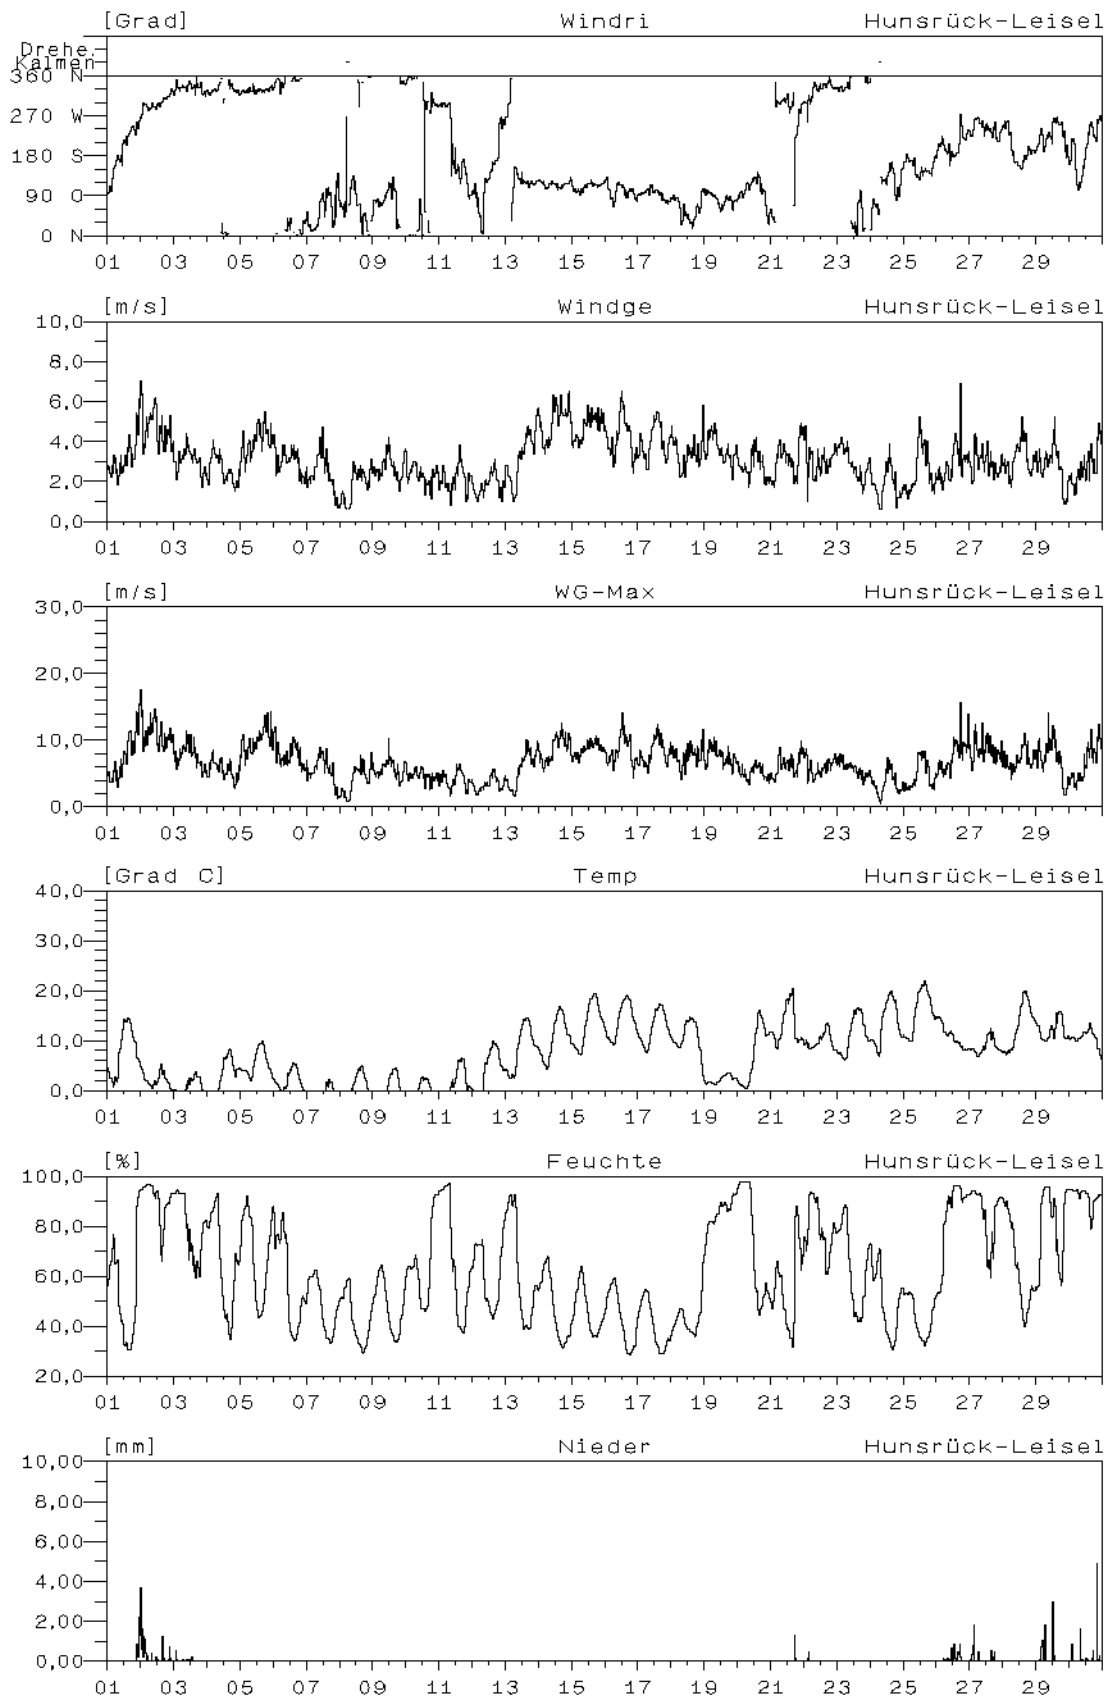 [Grad] Windri Hunsrück-Leisel
Drehe.
Kalmen
360 N
270 W
180 S
90 O
0 N
01 03 05 07 09 11 13 15 17 19 21 23 25 27 29
[m/s] Windge Hunsrück-Leisel
10,0
8,0
6,0
4,0
2,0
0,0
01 03 05 07 09 11 13 15 17 19 21 23 25 27 29
[m/s] WG-Max Hunsrück-Leisel
30,0
20,0
10,0
0,0
01 03 05 07 09 11 13 15 17 19 21 23 25 27 29
[Grad C] Temp Hunsrück-Leisel
40,0
30,0
20,0
10,0
0,0
01 03 05 07 09 11 13 15 17 19 21 23 25 27 29
[%] Feuchte Hunsrück-Leisel
100,0
80,0
60,0
40,0
20,0
01 03 05 07 09 11 13 15 17 19 21 23 25 27 29
[mm] Nieder Hunsrück-Leisel
10,00
8,00
6,00
4,00
2,00
0,00
01 03 05 07 09 11 13 15 17 19 21 23 25 27 29